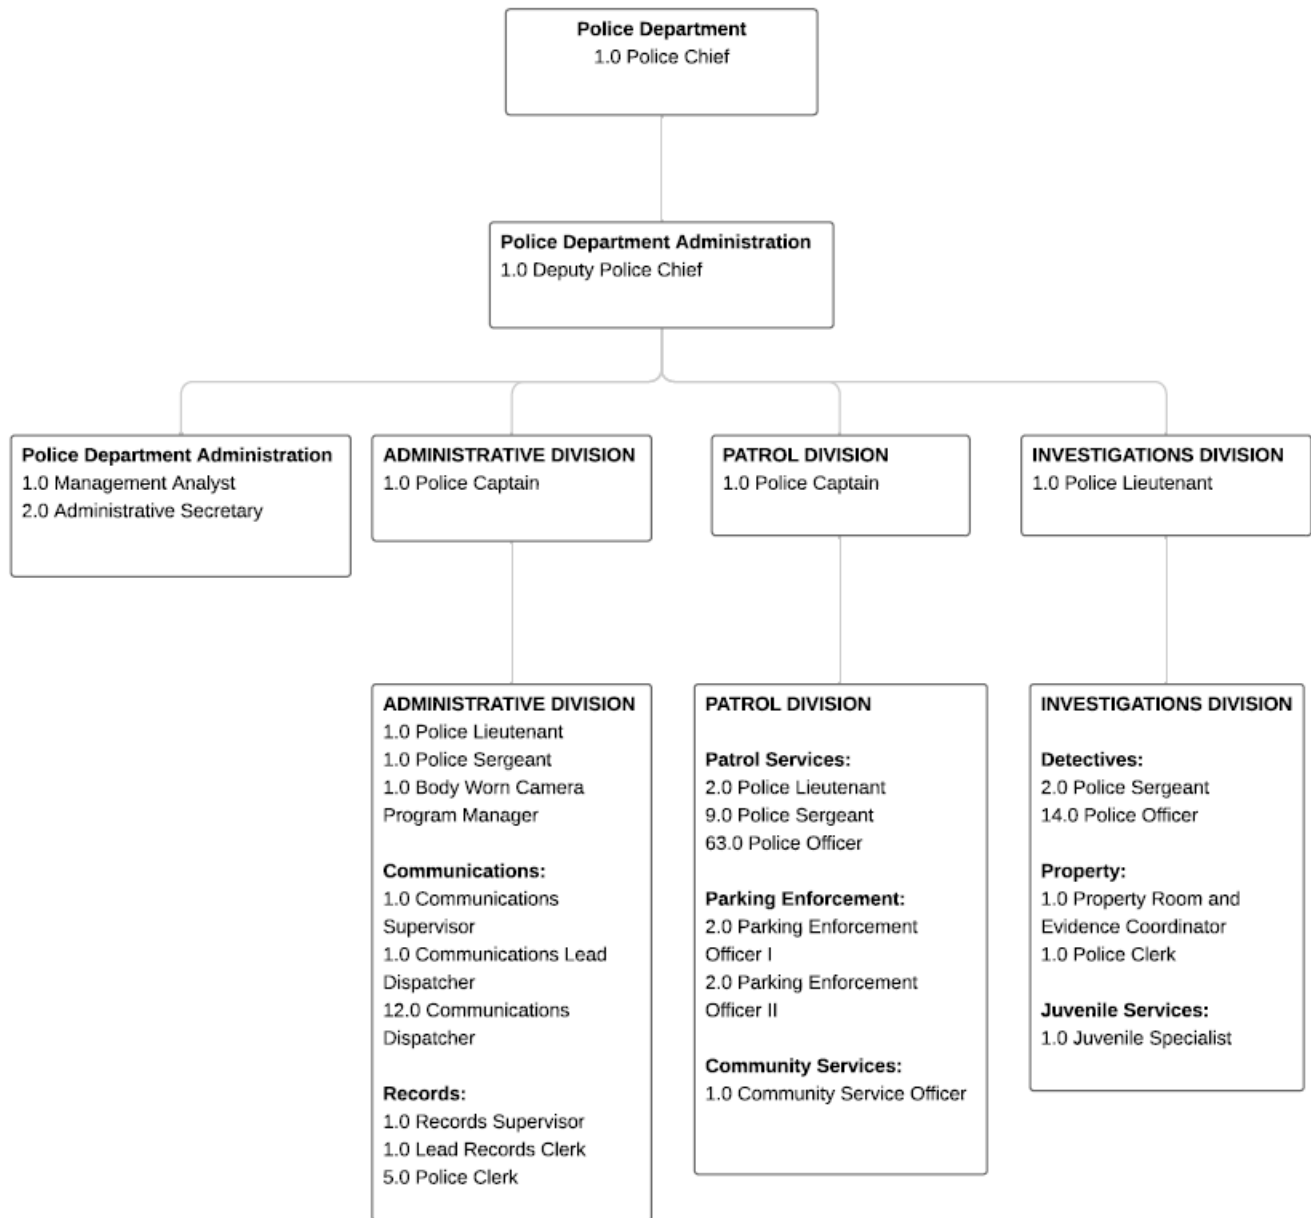 Police Department
1.0 Police Chief
Police Department Administration
1.0 Deputy Police Chief
Police Department Administration
1.0 Management Analyst
2.0 Administrative Secretary
ADMINISTRATIVE DIVISION
1.0 Police Captain
PATROL DIVISION
1.0 Police Captain
INVESTIGATIONS DIVISION
1.0 Police Lieutenant
ADMINISTRATIVE DIVISION
1.0 Police Lieutenant
1.0 Police Sergeant
1.0 Body Worn Camera
Program Manager
Communications:
1.0 Communications
Supervisor
1.0 Communications Lead
Dispatcher
12.0 Communications
Dispatcher
Records:
1.0 Records Supervisor
1.0 Lead Records Clerk
5.0 Police Clerk
PATROL DIVISION
Patrol Services:
2.0 Police Lieutenant
9.0 Police Sergeant
63.0 Police Officer
Parking Enforcement:
2.0 Parking Enforcement
Officer I
2.0 Parking Enforcement
Officer II
Community Services:
1.0 Community Service Officer
INVESTIGATIONS DIVISION
Detectives:
2.0 Police Sergeant
14.0 Police Officer
Property:
1.0 Property Room and
Evidence Coordinator
1.0 Police Clerk
Juvenile Services:
1.0 Juvenile Specialist